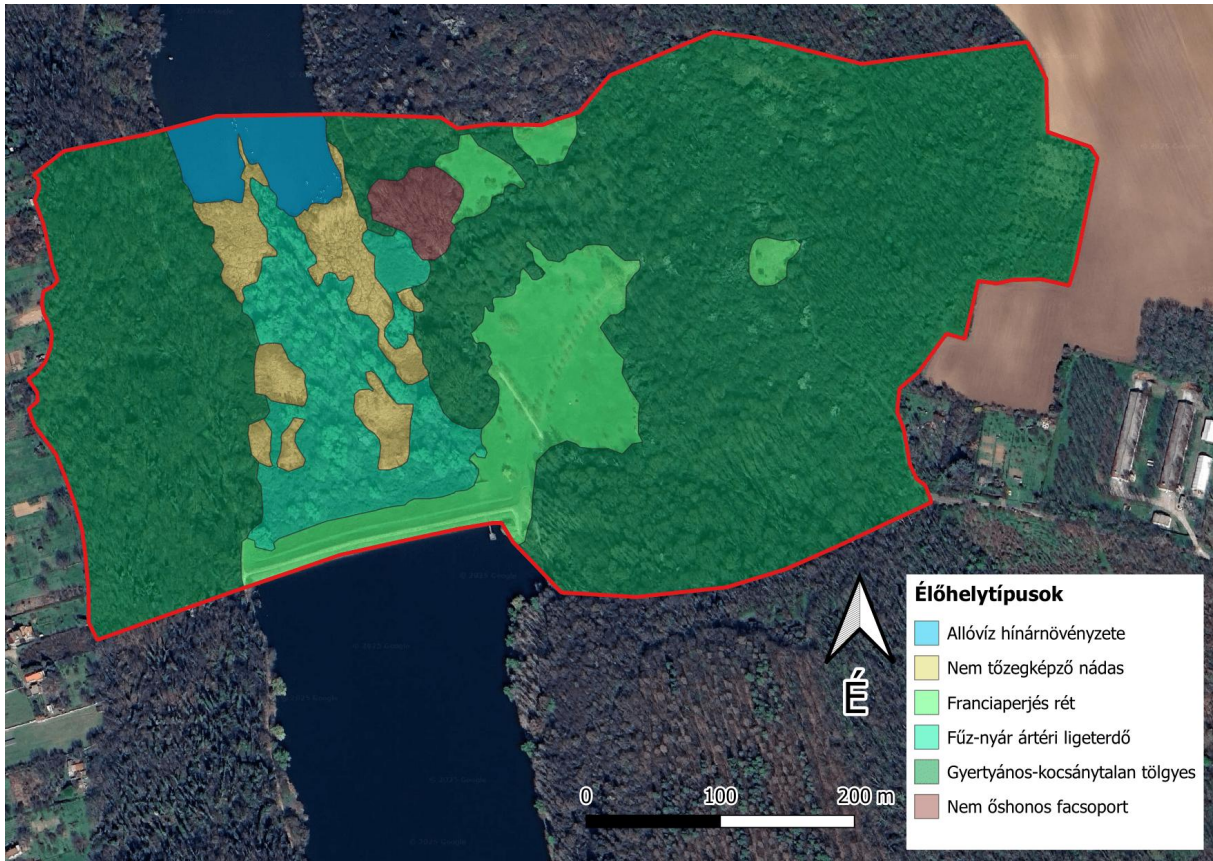 Élőhelytípusok
Allóvíz hínárnövényzete
Nem tőzegképző nádas
Franciaperjés rét
Fűz-nyár ártéri ligeterdő
Gyertyános-kocsánytalan tölgyes
Nem őshonos facsoport
É
0 100 200 m